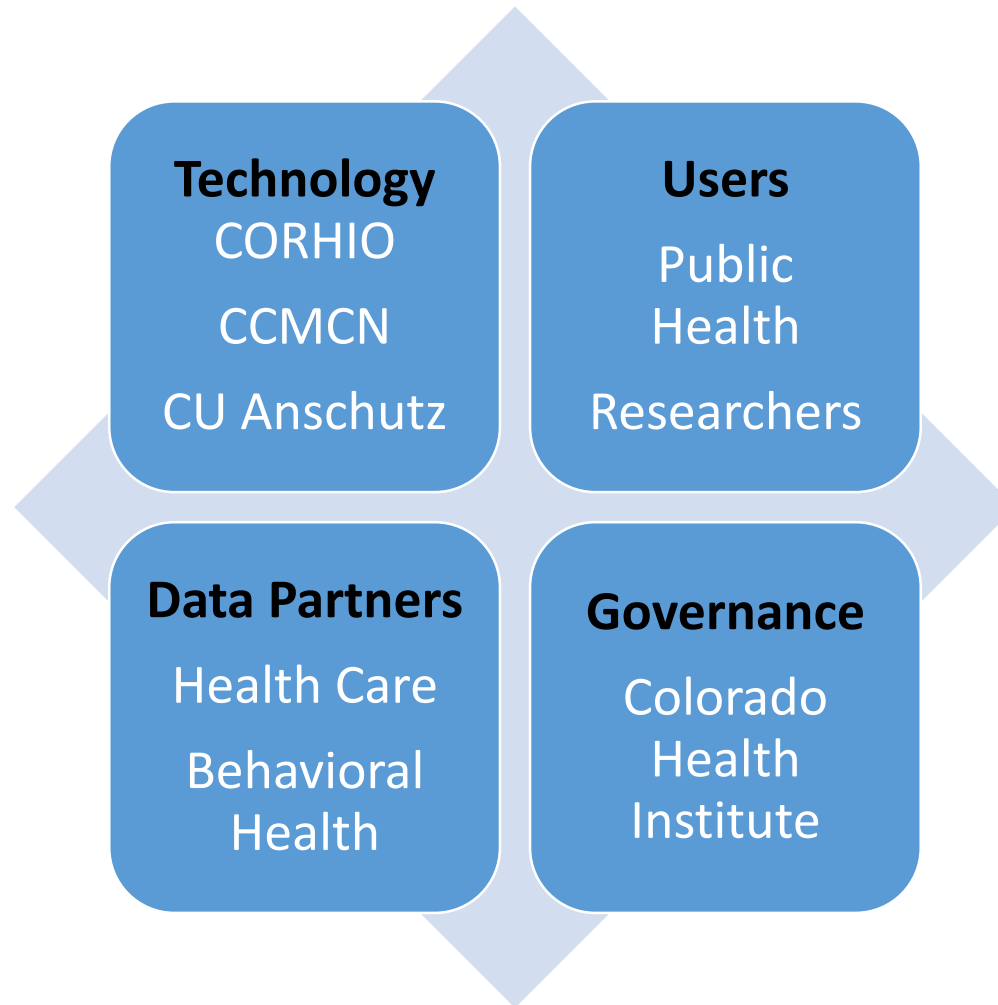 Technology
CORHIO
CCMCN
CU Anschutz
Users
Public
Health
Researchers
Data Partners
Health Care
Behavioral
Health
Governance
Colorado
Health
Institute